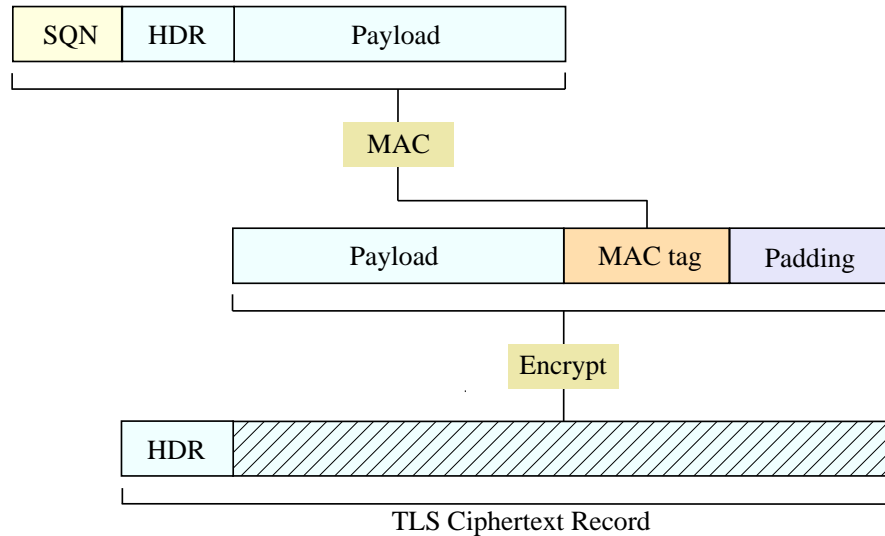 SQN HDR Payload
MAC
Payload MAC tag Padding
Encrypt
HDR
TLS Ciphertext Record